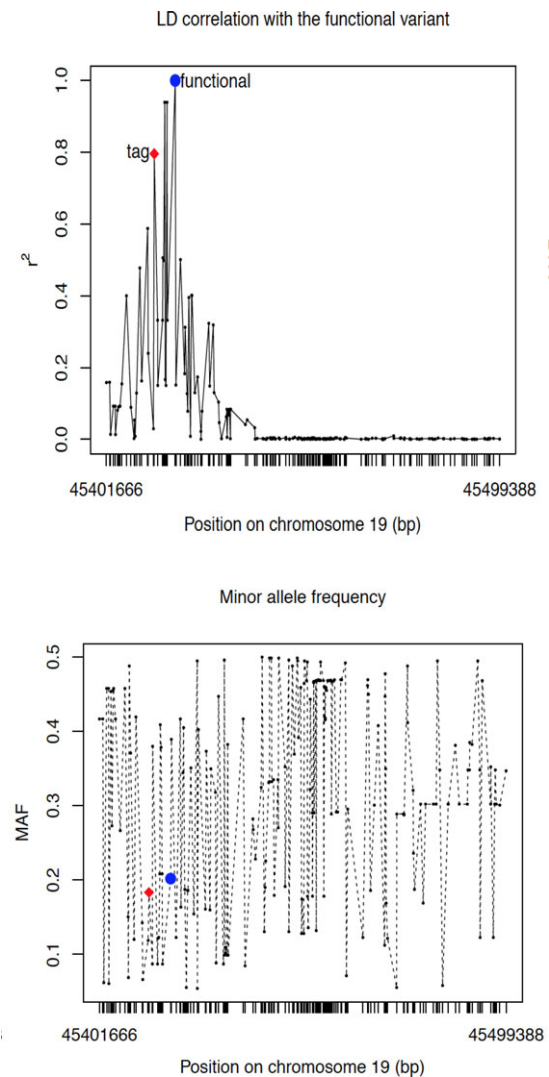 LD correlation with the functional variant
1.0
functional
0.8
tag
0.6
r²
0.4
0.2
0.0
45401666 45499388
Position on chromosome 19 (bp)
Minor allele frequency
0.5
0.4
MAF
0.3
0.2
0.1
45401666 45499388
Position on chromosome 19 (bp)